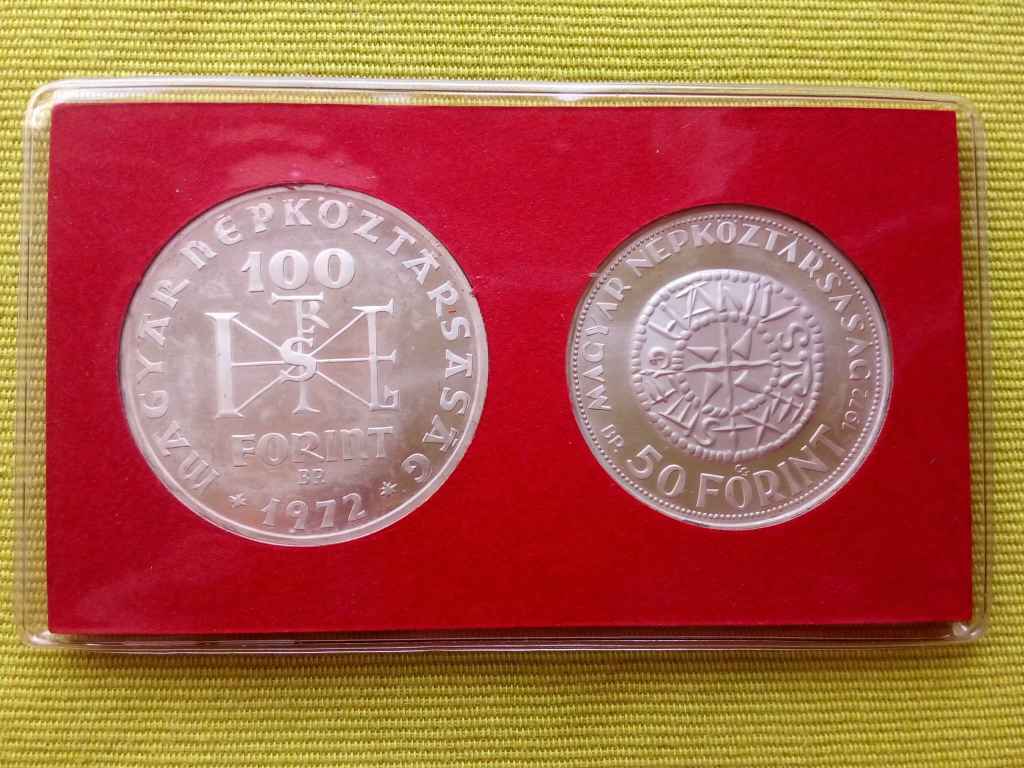 MAGYAR NÉPKÖZTÁRSASÁG
100
FORINT
BP.
* 1972 *
MAGYAR NÉPKÖZTÁRSASÁG 1972
BP. 50 FORINT